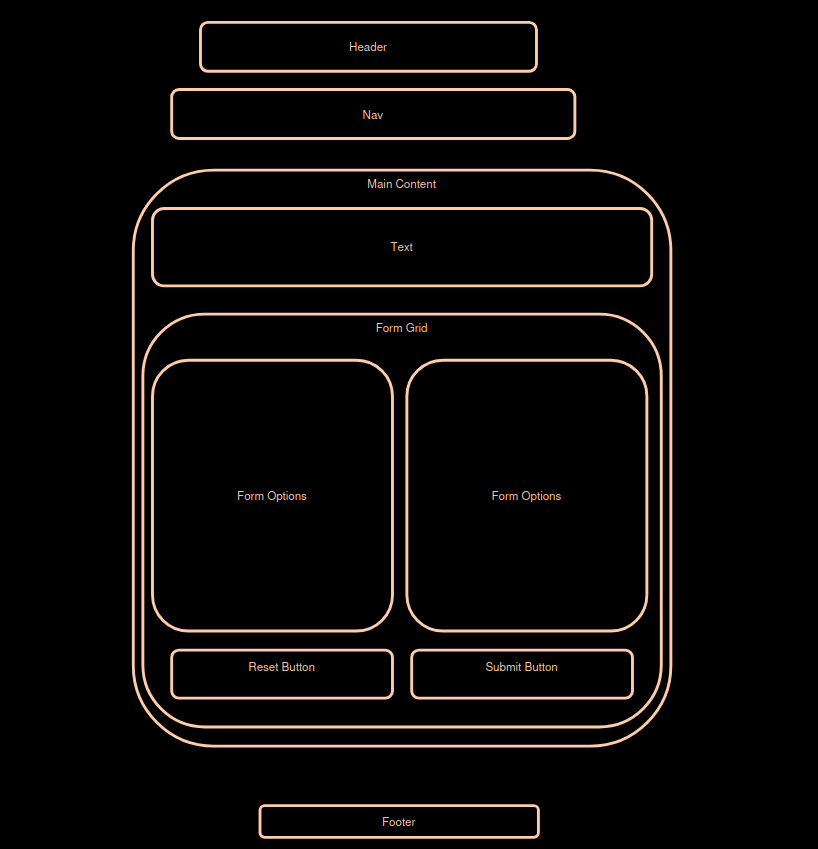 Header
Nav
Main Content
Text
Form Grid
Form Options
Form Options
Reset Button
Submit Button
Footer